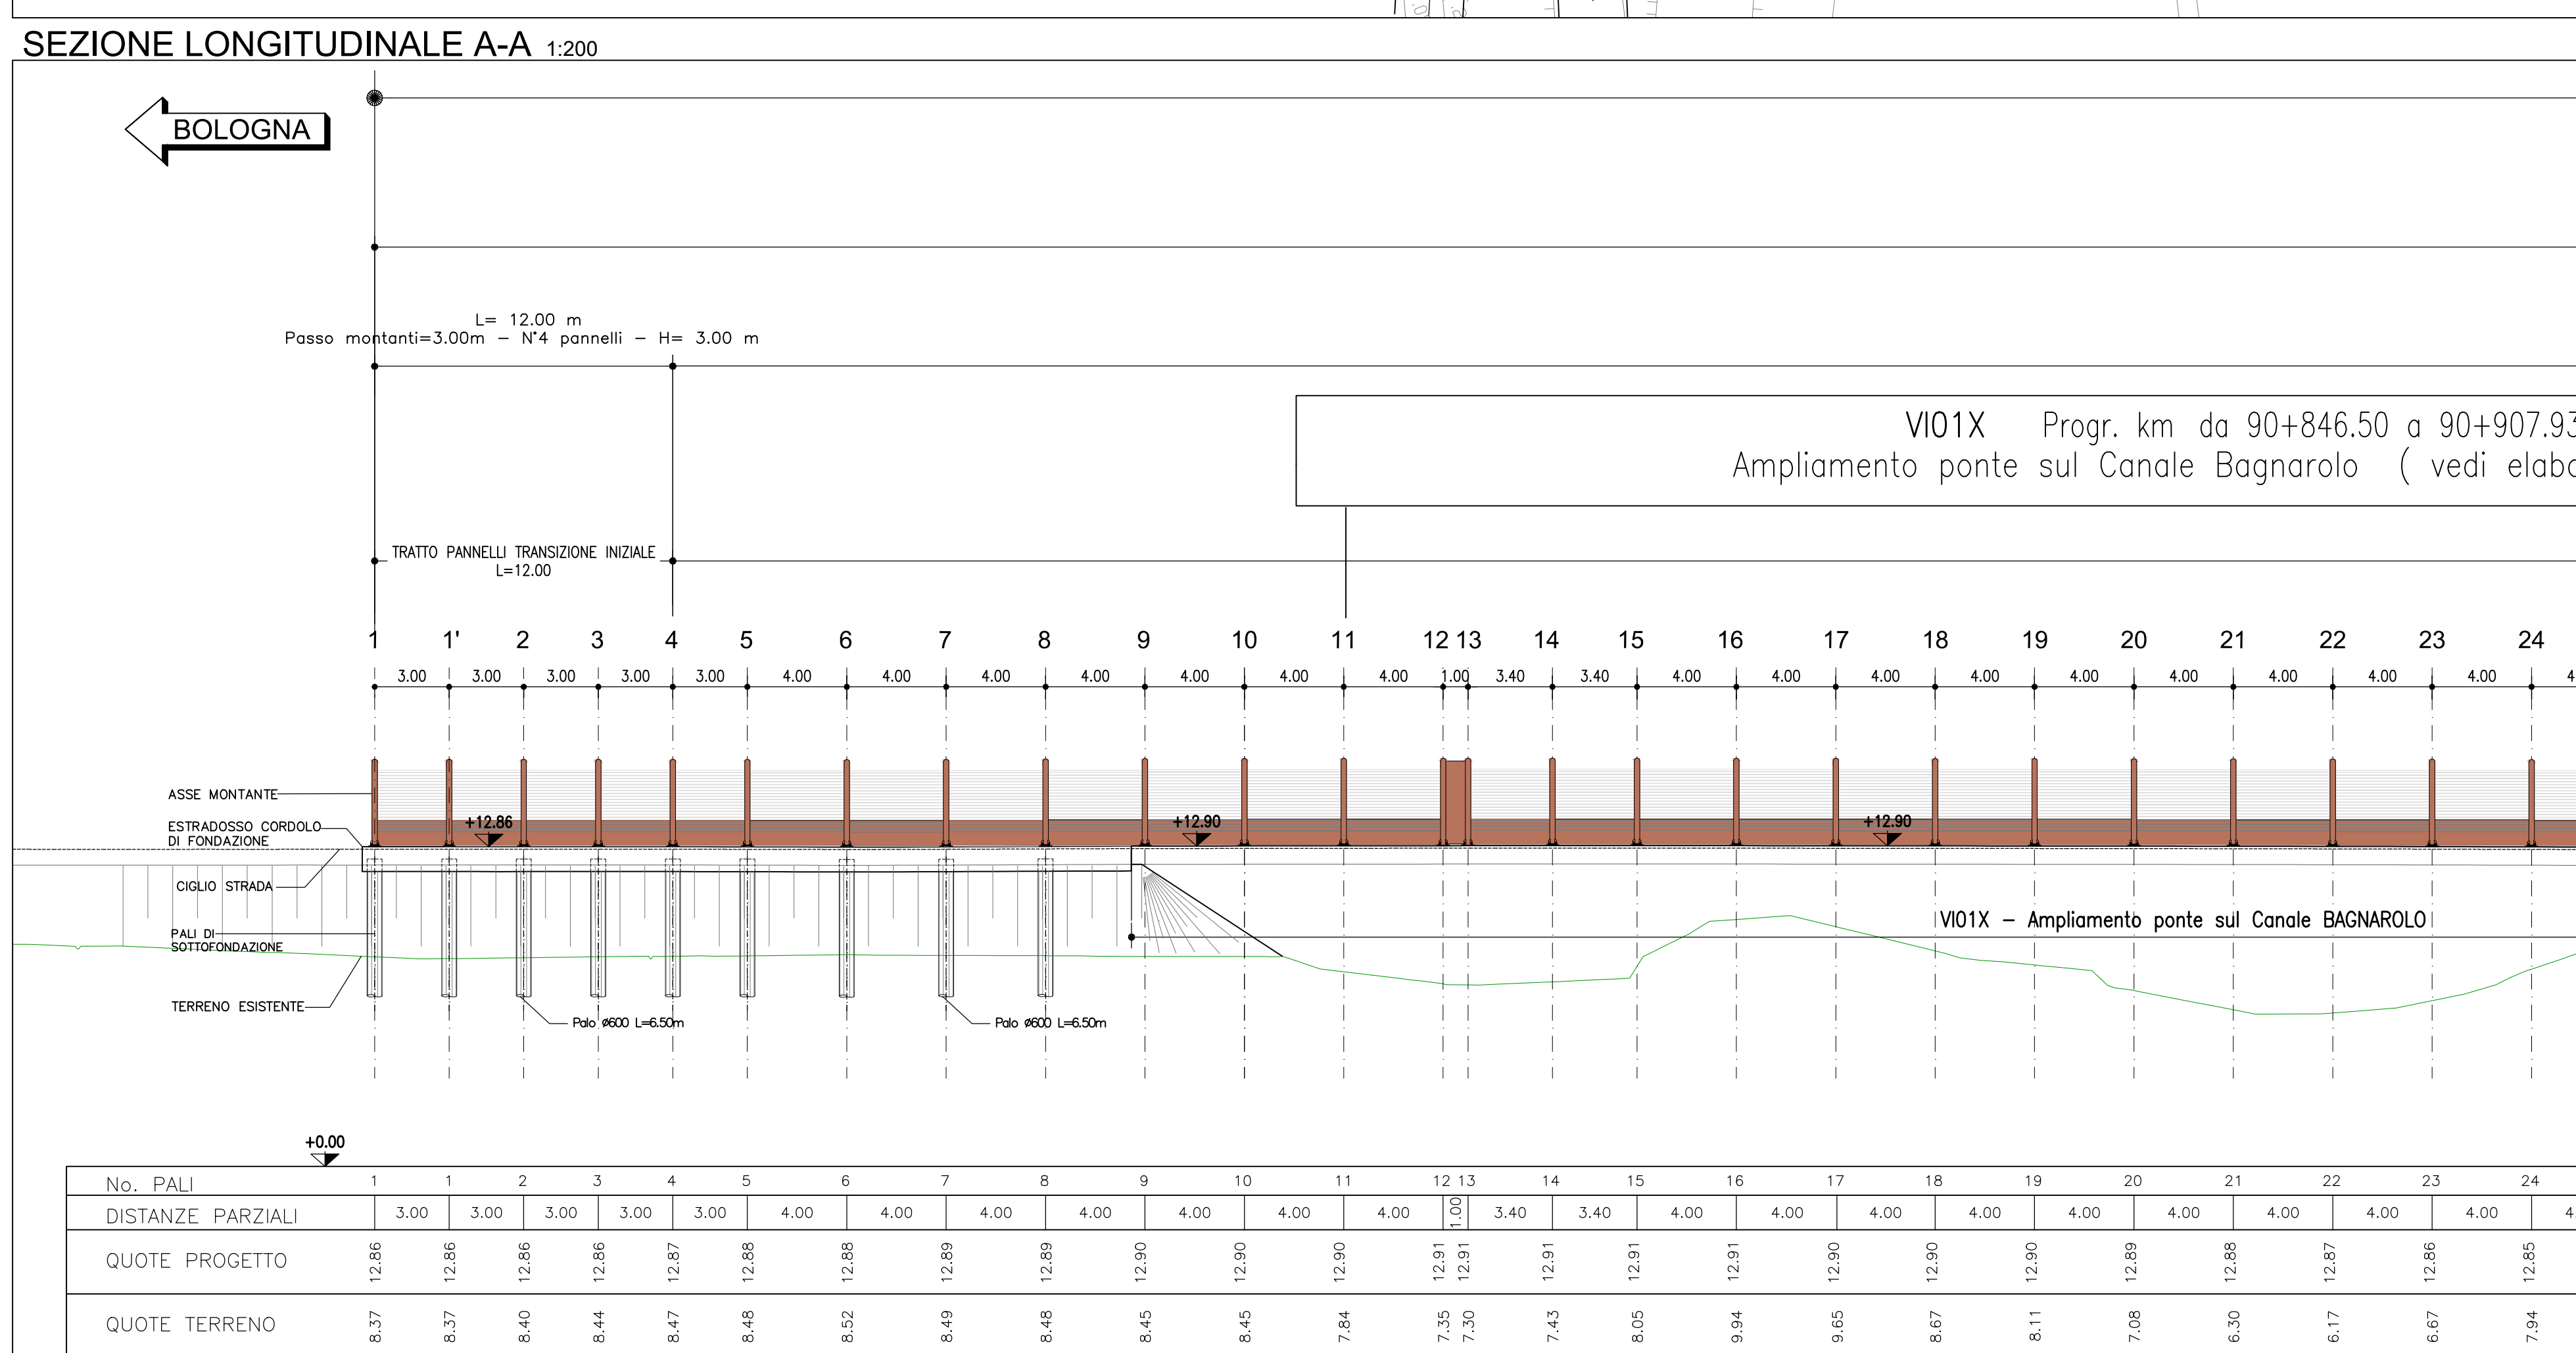 SEZIONE LONGITUDINALE A-A 1:200
BOLOGNA
L= 12.00 m
Passo montanti=3.00m – N°4 pannelli – H= 3.00 m
VI01X Progr. km da 90+846.50 a 90+907.93
Ampliamento ponte sul Canale Bagnarolo ( vedi elabo
TRATTO PANNELLI TRANSIZIONE INIZIALE
L=12.00
1 1' 2 3 4 5 6 7 8 9 10 11 12 13 14 15 16 17 18 19 20 21 22 23 24
3.00 3.00 3.00 3.00 3.00 4.00 4.00 4.00 4.00 4.00 4.00 4.00 1.00 3.40 3.40 4.00 4.00 4.00 4.00 4.00 4.00 4.00 4.00 4.00 4
ASSE MONTANTE
ESTRADOSSO CORDOLO
DI FONDAZIONE
+12.86
+12.90
+12.90
CIGLIO STRADA
PALI DI
SOTTOFONDAZIONE
VI01X – Ampliamento ponte sul Canale BAGNAROLO
TERRENO ESISTENTE
Palo ø600 L=6.50m
Palo ø600 L=6.50m
+0.00
No. PALI 1 1 2 3 4 5 6 7 8 9 10 11 12 13 14 15 16 17 18 19 20 21 22 23 24
DISTANZE PARZIALI 3.00 3.00 3.00 3.00 3.00 4.00 4.00 4.00 4.00 4.00 4.00 4.00 1.00 3.40 3.40 4.00 4.00 4.00 4.00 4.00 4.00 4.00 4.00 4.00 4
QUOTE PROGETTO 12.86 12.86 12.86 12.86 12.87 12.88 12.88 12.89 12.89 12.90 12.90 12.90 12.91 12.91 12.91 12.91 12.91 12.90 12.90 12.90 12.89 12.88 12.87 12.86 12.85
QUOTE TERRENO 8.37 8.37 8.40 8.44 8.47 8.48 8.52 8.49 8.48 8.45 8.45 7.84 7.35 7.30 7.43 8.05 9.94 9.65 8.67 8.11 7.08 6.30 6.17 6.67 7.94